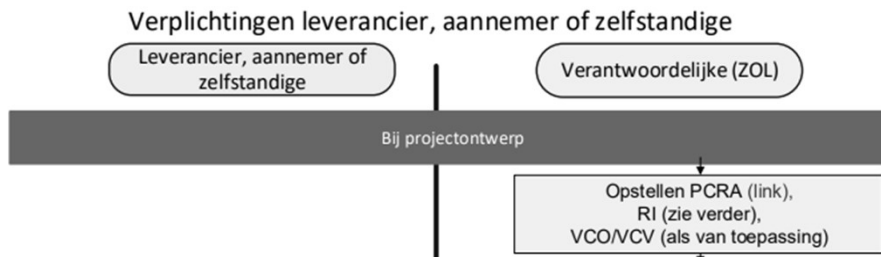 Verplichtingen leverancier, aannemer of zelfstandige
Leverancier, aannemer of
zelfstandige
Verantwoordelijke (ZOL)
Bij projectontwerp
Opstellen PCRA (link),
RI (zie verder),
VCO/VCV (als van toepassing)